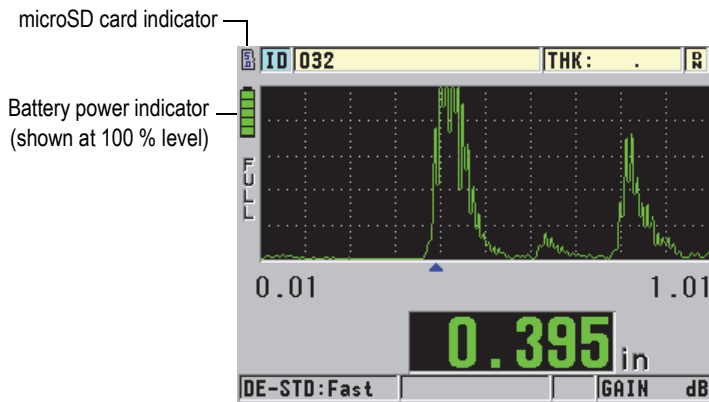 microSD card indicator
ID 032 THK: . DN
Battery power indicator
(shown at 100 % level)
FULL
0.01 1.01
0.395 in
DE-STD:Fast GAIN dB